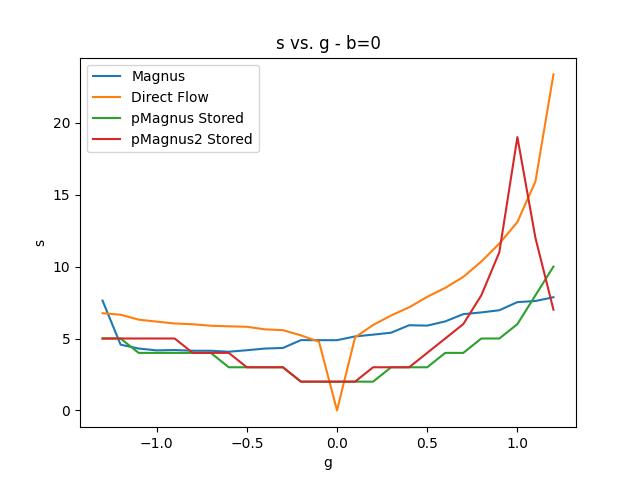 s vs. g - b=0
Magnus
Direct Flow
pMagnus Stored
pMagnus2 Stored
20
15
10
5
0
s
−1.0 −0.5 0.0 0.5 1.0
g